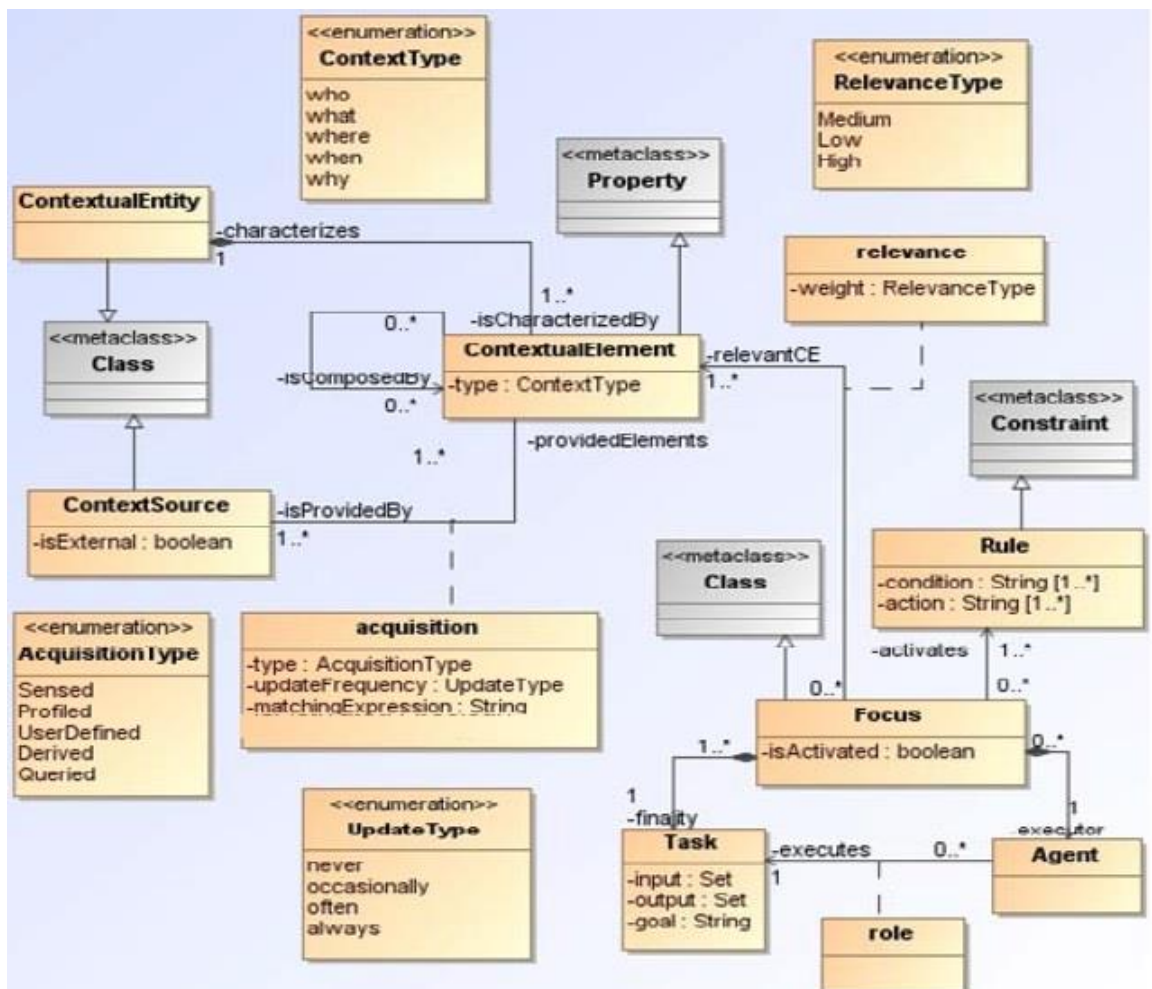 <<enumeration>>
ContextType
who
what
where
when
why
<<enumeration>>
RelevanceType
Medium
Low
High
<<metaclass>>
Property
ContextualEntity
-characterizes
1
relevance
-weight : RelevanceType
1..*
-isCharacterizedBy
<<metaclass>>
Class
0..*
ContextualElement
-type : ContextType
-isComposedBy
0..*
-relevantCE
1..*
<<metaclass>>
Constraint
-providedElements
1..*
ContextSource
-isExternal : boolean
-isProvidedBy
1..*
<<metaclass>>
Class
Rule
-condition : String [1..*]
-action : String [1..*]
<<enumeration>>
AcquisitionType
Sensed
Profiled
UserDefined
Derived
Queried
acquisition
-type : AcquisitionType
-updateFrequency : UpdateType
-matchingExpression : String
-activates
1..*
0..*
0..*
Focus
-isActivated : boolean
1..*
0..*
<<enumeration>>
UpdateType
never
occasionally
often
always
1
-finality
1
-executor
Task
-input : Set
-output : Set
-goal : String
-executes
1
0..*
Agent
role